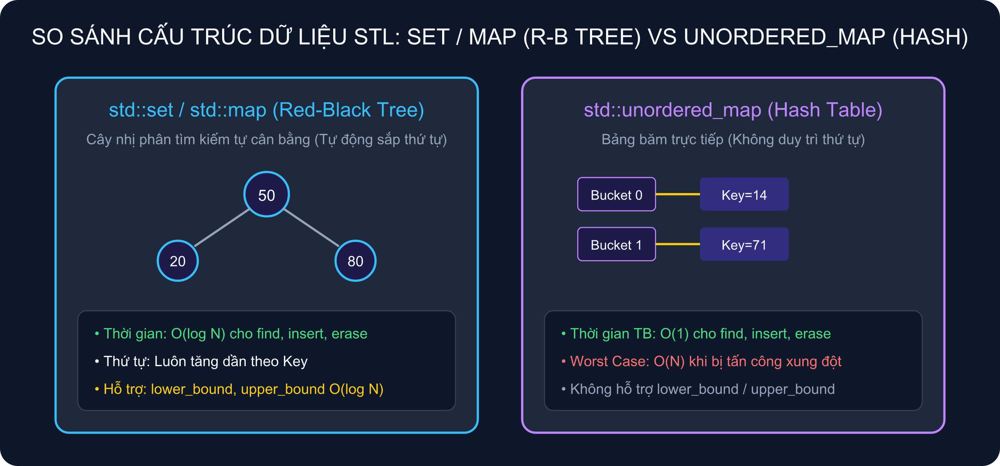 SO SÁNH CẤU TRÚC DỮ LIỆU STL: SET / MAP (R-B TREE) VS UNORDERED_MAP (HASH)
std::set / std::map (Red-Black Tree)
Cây nhị phân tìm kiếm tự cân bằng (Tự động sắp thứ tự)
50
20
80
• Thời gian: O(log N) cho find, insert, erase
• Thứ tự: Luôn tăng dần theo Key
• Hỗ trợ: lower_bound, upper_bound O(log N)
std::unordered_map (Hash Table)
Bảng băm trực tiếp (Không duy trì thứ tự)
Bucket 0
Key=14
Bucket 1
Key=71
• Thời gian TB: O(1) cho find, insert, erase
• Worst Case: O(N) khi bị tấn công xung đột
• Không hỗ trợ lower_bound / upper_bound